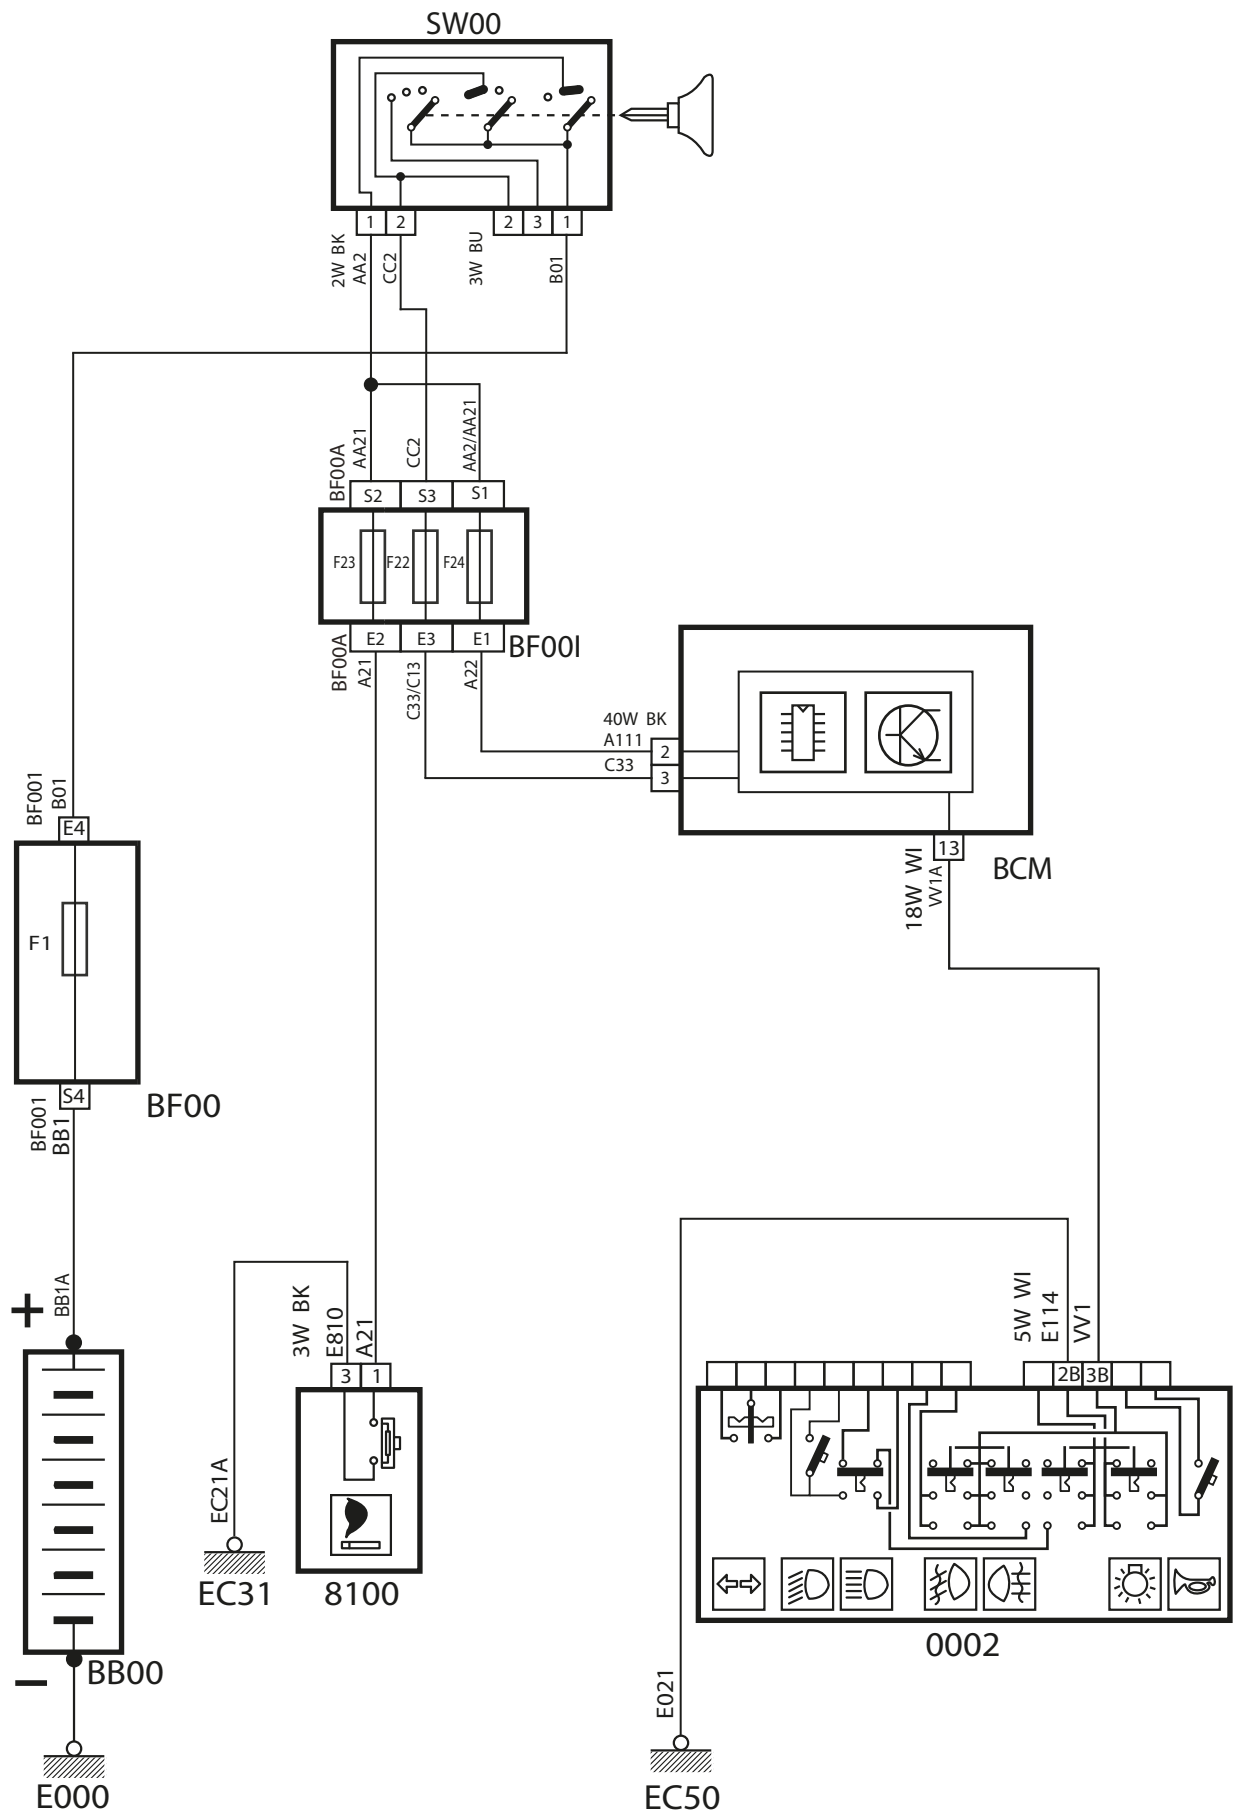 SW00
1 2 2 3 1
2W BK
AA2
CC2
3W BU
B01
BF00A
AA21
CC2
AA2/AA21
S2 S3 S1
F23 F22 F24
E2 E3 E1
BF00I
BF00A
A21
C33/C13
A22
40W BK
A111
2
C33
3
13
BCM
18W WI
VV1A
BF001
B01
E4
F1
S4
BF00
BF001
BB1
BB1A
+
BB00
−
E000
3W BK
E810
A21
3 1
EC21A
EC31
8100
5W WI
E114
VV1
2B 3B
0002
E021
EC50